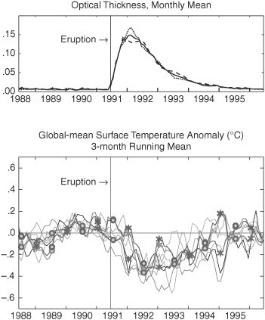 Optical Thickness, Monthly Mean
.15
Eruption →
.10
.05
.00
1988 1989 1990 1991 1992 1993 1994 1995
Global-mean Surface Temperature Anomaly (°C)
3-month Running Mean
.6
Eruption →
.4
.2
.0
-.2
-.4
-.6
1988 1989 1990 1991 1992 1993 1994 1995